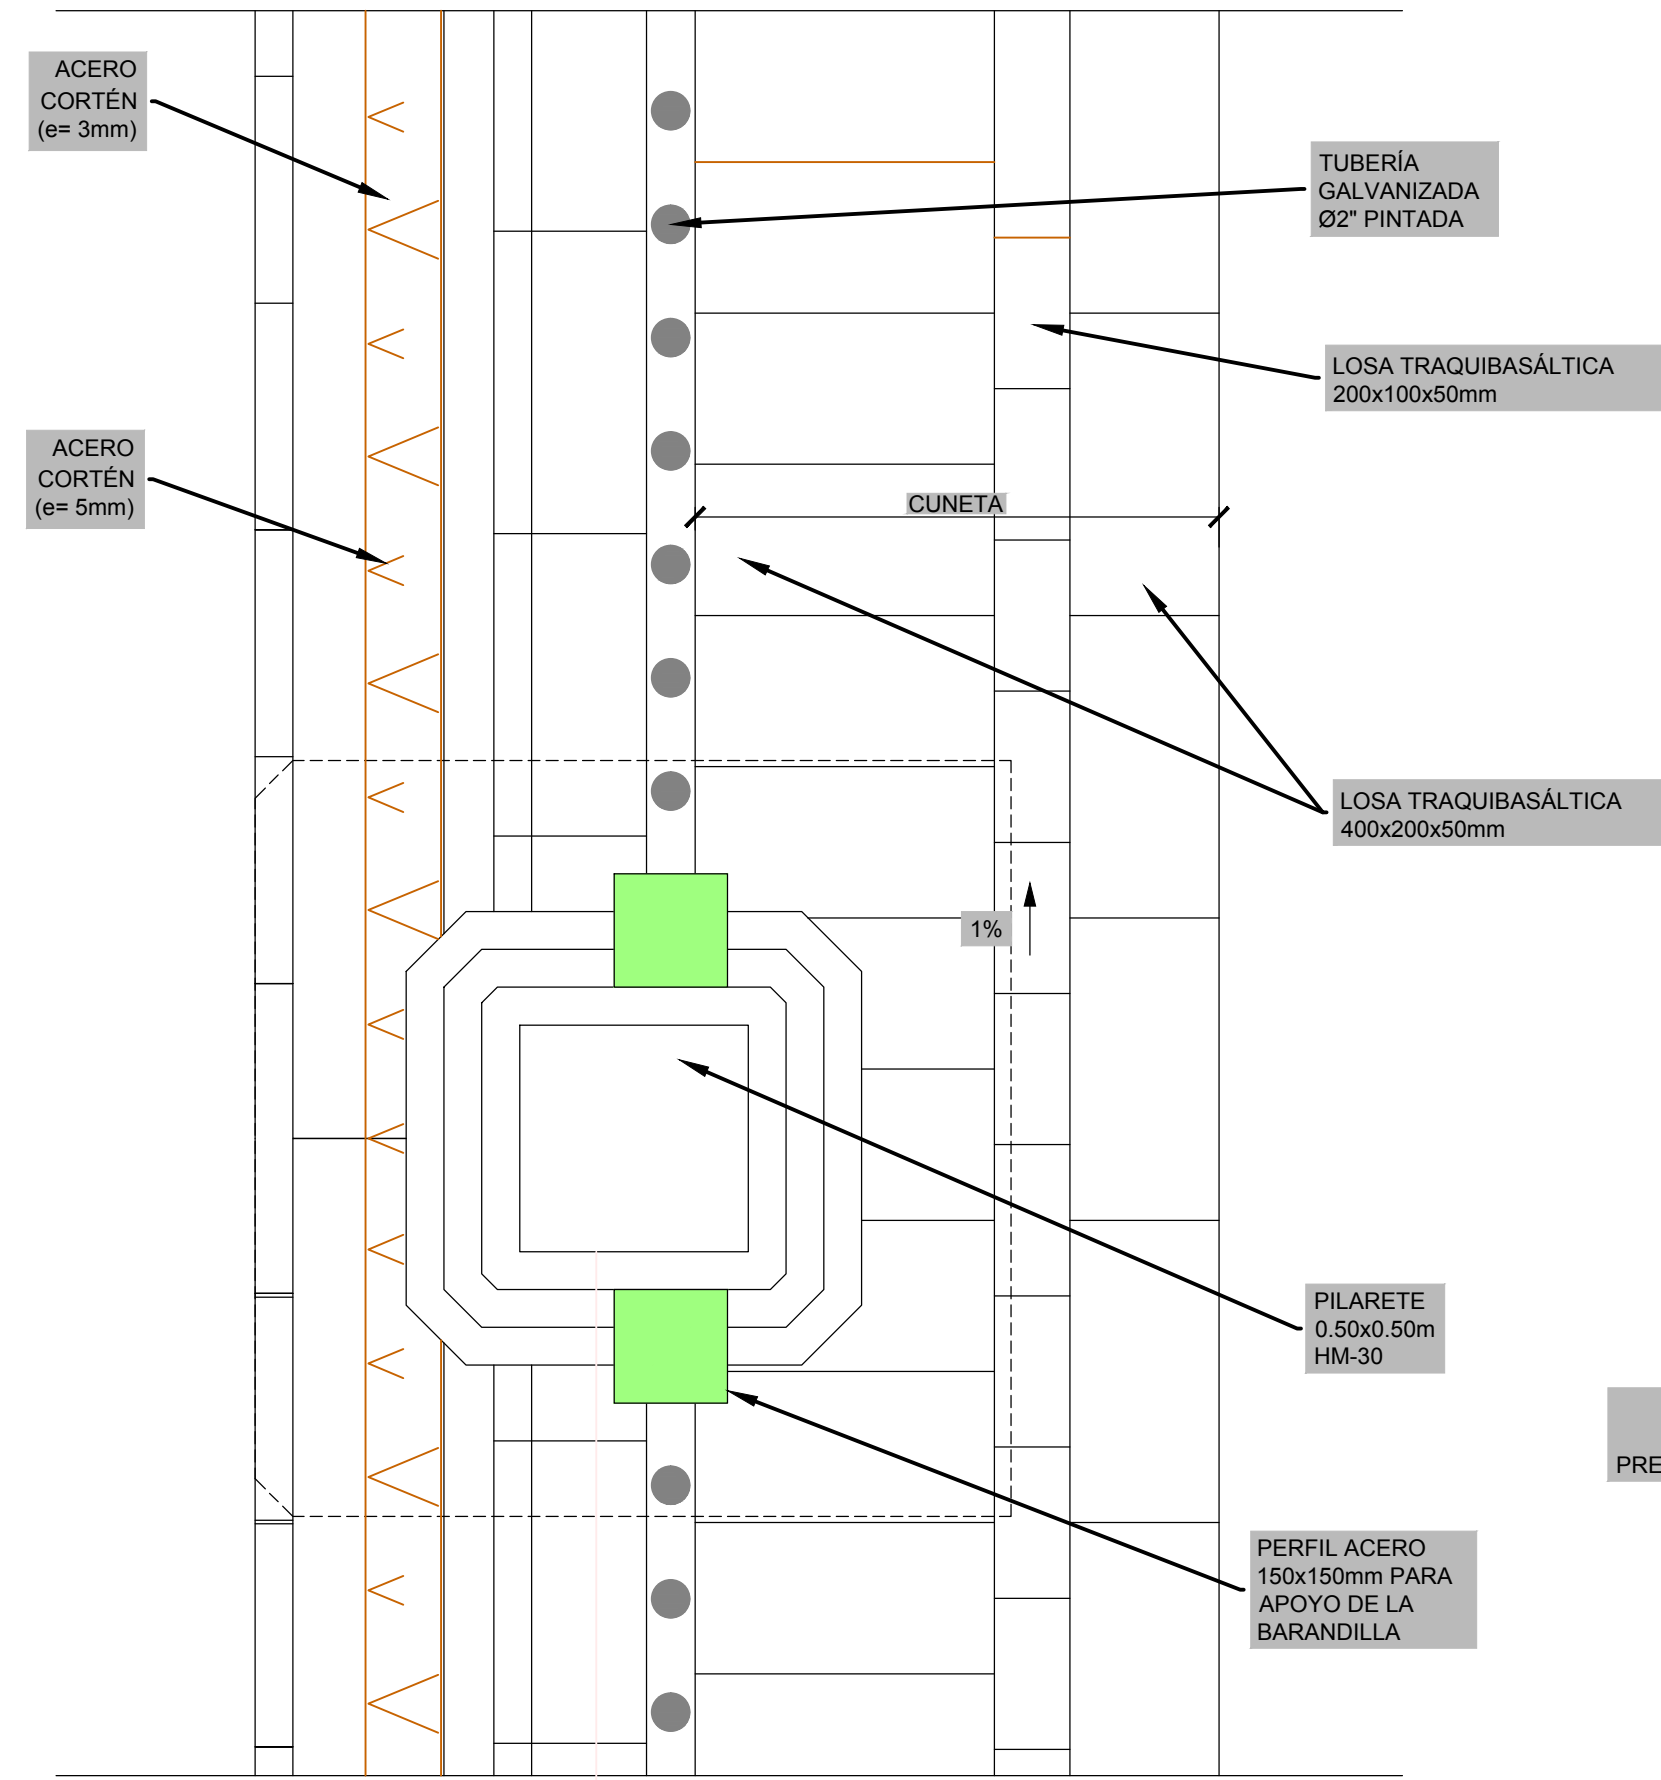 ACERO
CORTÉN
(e= 3mm)
TUBERÍA
GALVANIZADA
Ø2" PINTADA
LOSA TRAQUIBASÁLTICA
200x100x50mm
ACERO
CORTÉN
(e= 5mm)
CUNETA
LOSA TRAQUIBASÁLTICA
400x200x50mm
1%
PILARETE
0.50x0.50m
HM-30
PRE
PERFIL ACERO
150x150mm PARA
APOYO DE LA
BARANDILLA